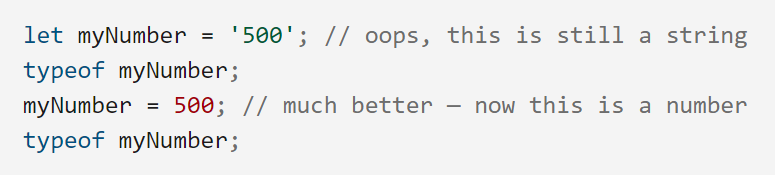 let myNumber = '500'; // oops, this is still a string
typeof myNumber;
myNumber = 500; // much better — now this is a number
typeof myNumber;